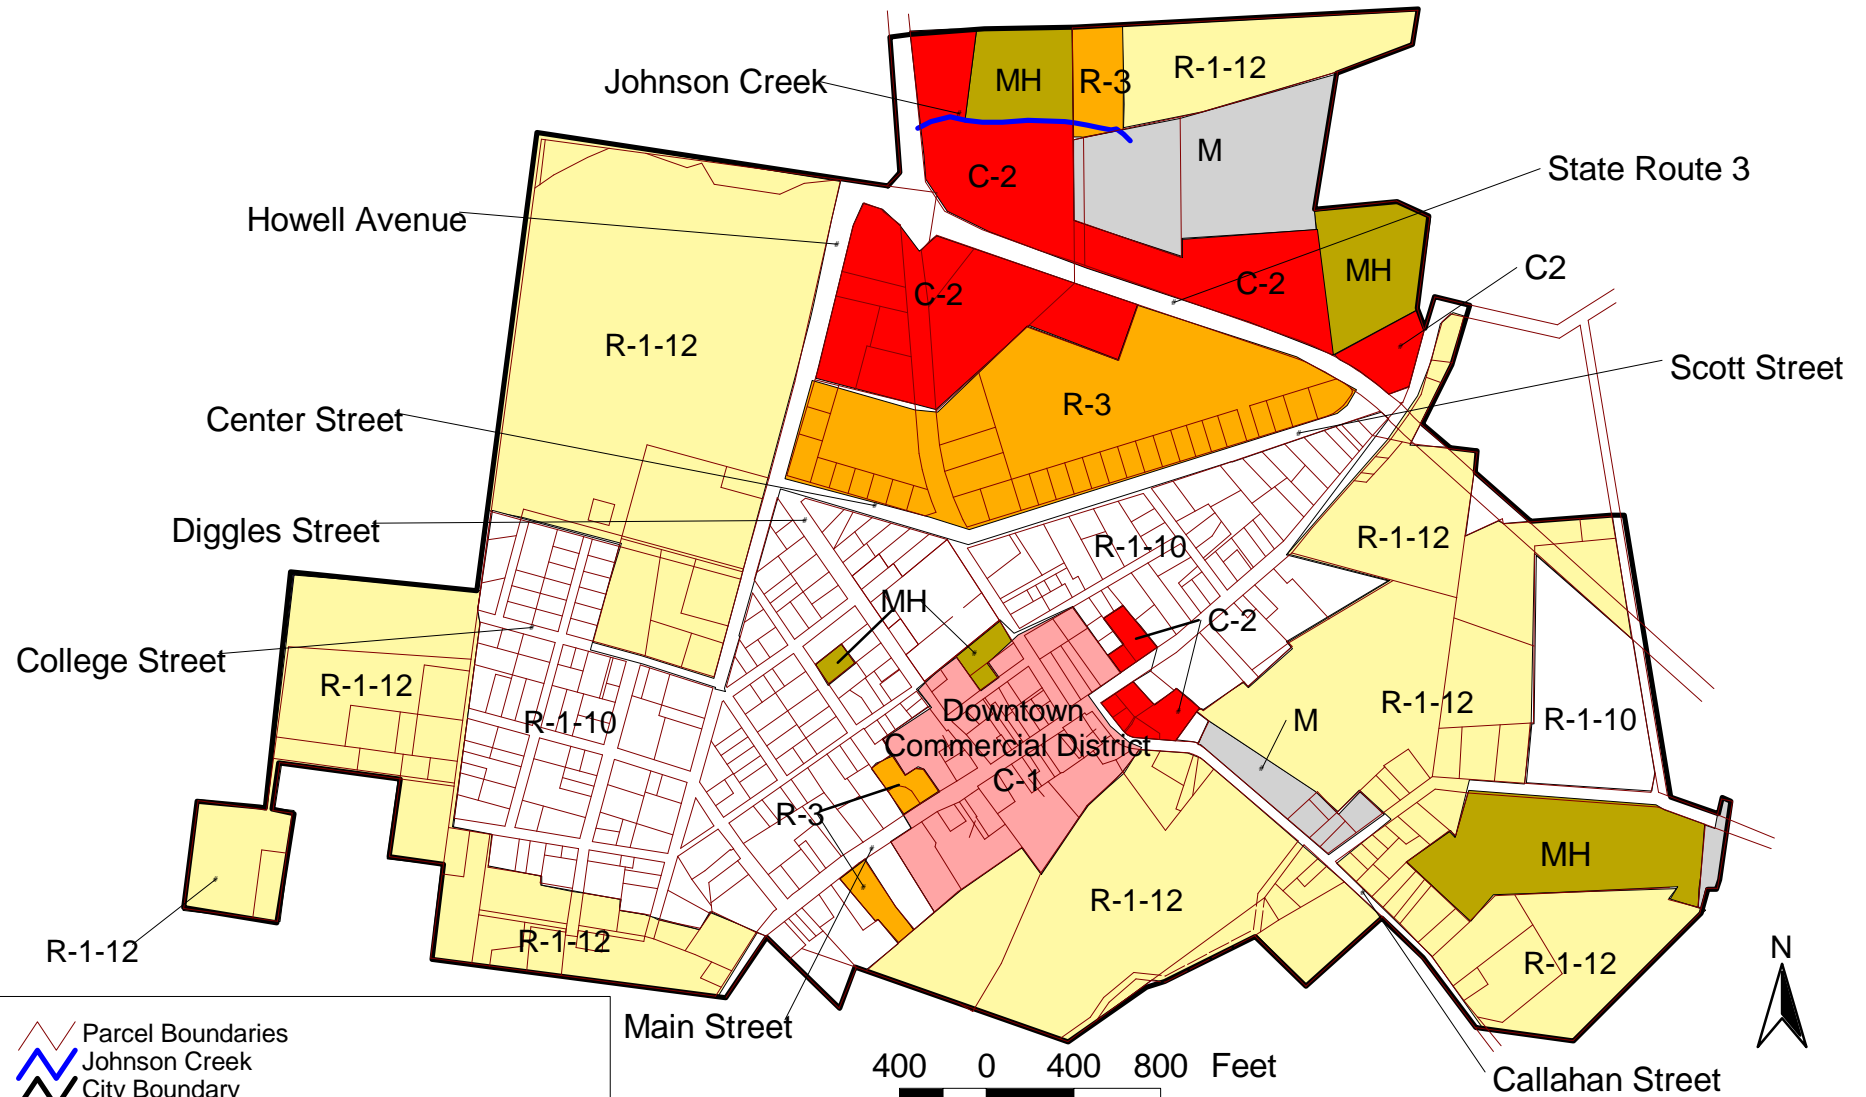 R-1-12
MH
R-3
Johnson Creek
M
State Route 3
C-2
Howell Avenue
C2
MH
C-2
C-2
R-1-12
Scott Street
R-3
Center Street
Diggles Street
R-1-12
R-1-10
MH
C-2
College Street
R-1-12
R-1-12
Downtown
Commercial District
C-1
R-1-10
M
R-1-10
R-3
MH
R-1-12
R-1-12
R-1-12
R-1-12
N
Main Street
Parcel Boundaries
Johnson Creek
City Boundary
400 0 400 800 Feet
Callahan Street